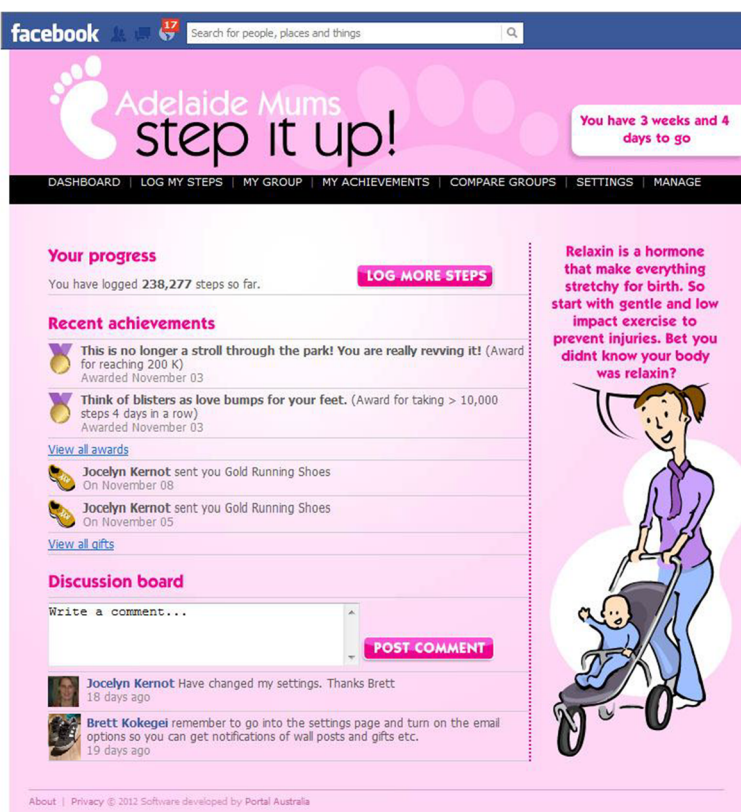 facebook 17 Search for people, places and things
Adelaide Mums
step it up!
You have 3 weeks and 4
days to go
DASHBOARD | LOG MY STEPS | MY GROUP | MY ACHIEVEMENTS | COMPARE GROUPS | SETTINGS | MANAGE
Your progress
You have logged 238,277 steps so far.
LOG MORE STEPS
Recent achievements
This is no longer a stroll through the park! You are really revving it! (Award
for reaching 200 K)
Awarded November 03
Think of blisters as love bumps for your feet. (Award for taking > 10,000
steps 4 days in a row)
Awarded November 03
View all awards
Jocelyn Kernot sent you Gold Running Shoes
On November 08
Jocelyn Kernot sent you Gold Running Shoes
On November 05
View all gifts
Discussion board
Write a comment...
POST COMMENT
Jocelyn Kernot Have changed my settings. Thanks Brett
18 days ago
Brett Kokegei remember to go into the settings page and turn on the email
options so you can get notifications of wall posts and gifts etc.
19 days ago
Relaxin is a hormone
that make everything
stretchy for birth. So
start with gentle and low
impact exercise to
prevent injuries. Bet you
didnt know your body
was relaxin?
About | Privacy © 2012 Software developed by Portal Australia